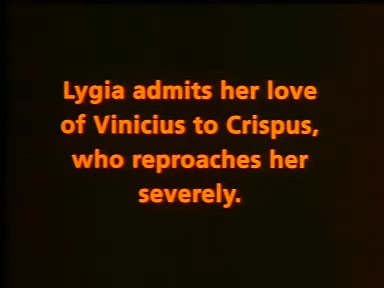 Lygia admits her love
of Vinicius to Crispus,
who reproaches her
severely.